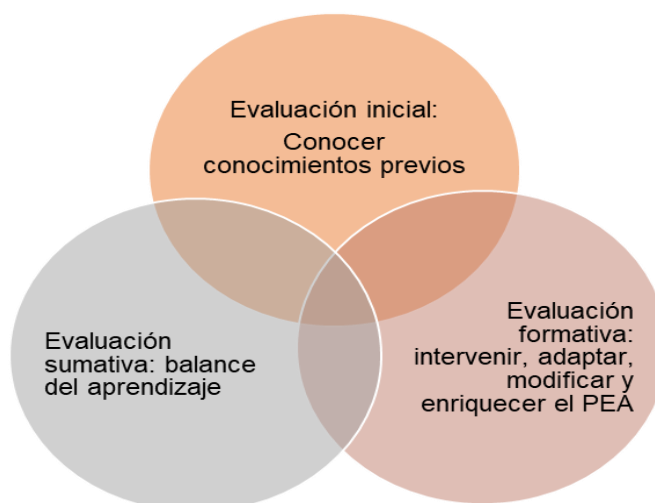 Evaluación inicial:
Conocer
conocimientos previos
Evaluación
sumativa: balance
del aprendizaje
Evaluación
formativa:
intervenir, adaptar,
modificar y
enriquecer el PEA